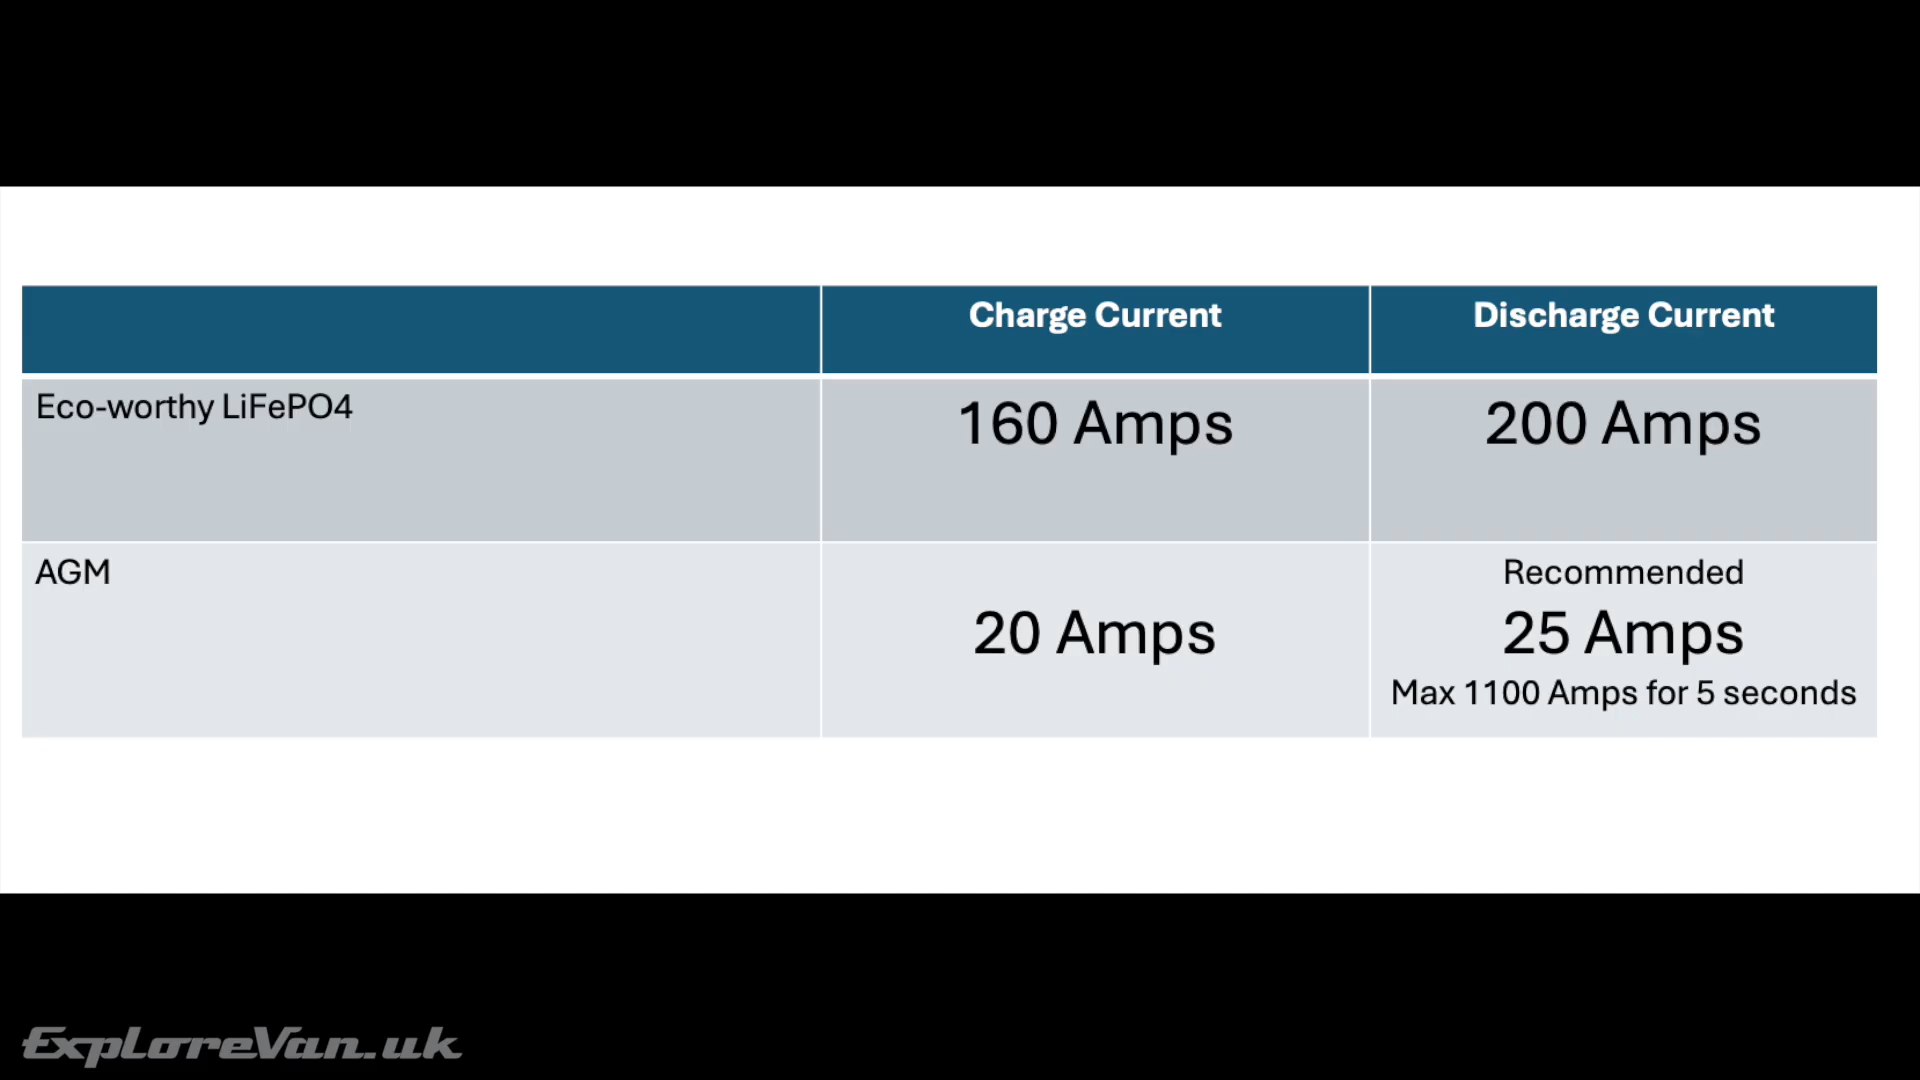 Charge Current
Discharge Current
Eco-worthy LiFePO4
160 Amps
200 Amps
AGM
20 Amps
Recommended
25 Amps
Max 1100 Amps for 5 seconds
ExploreVan.uk